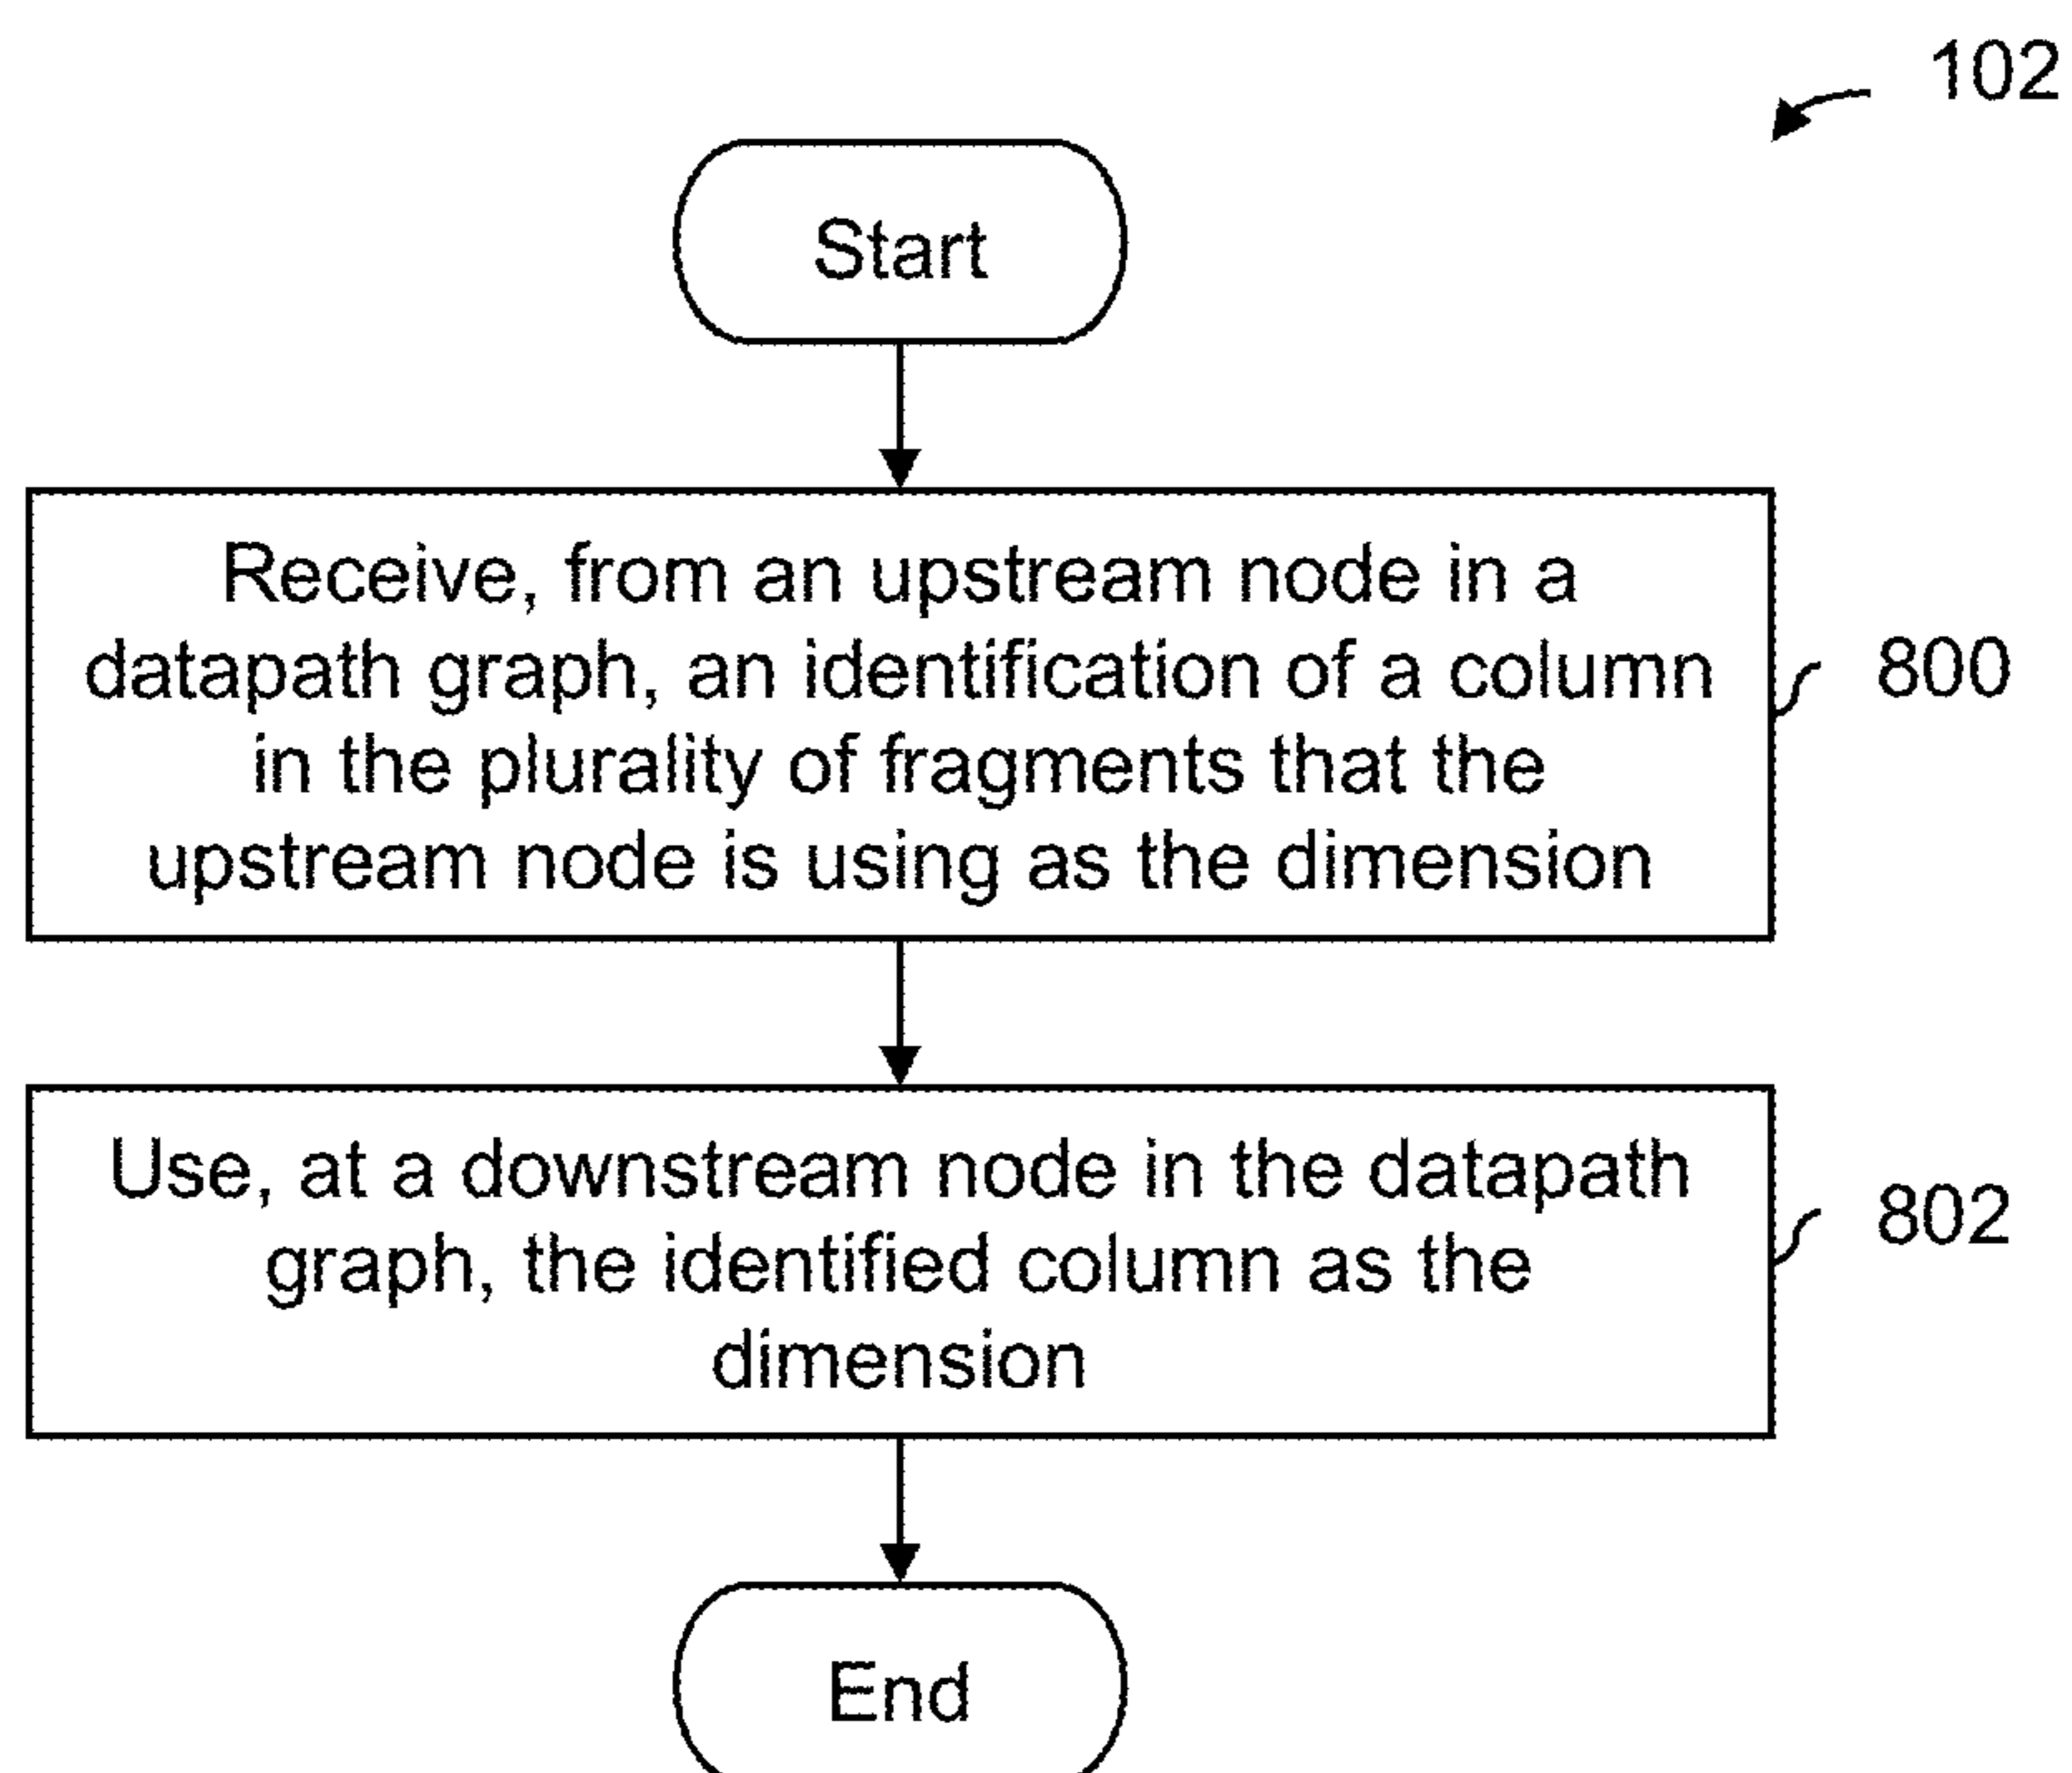 102
Start
Receive, from an upstream node in a
datapath graph, an identification of a column
in the plurality of fragments that the
upstream node is using as the dimension
800
Use, at a downstream node in the datapath
graph, the identified column as the
dimension
802
End